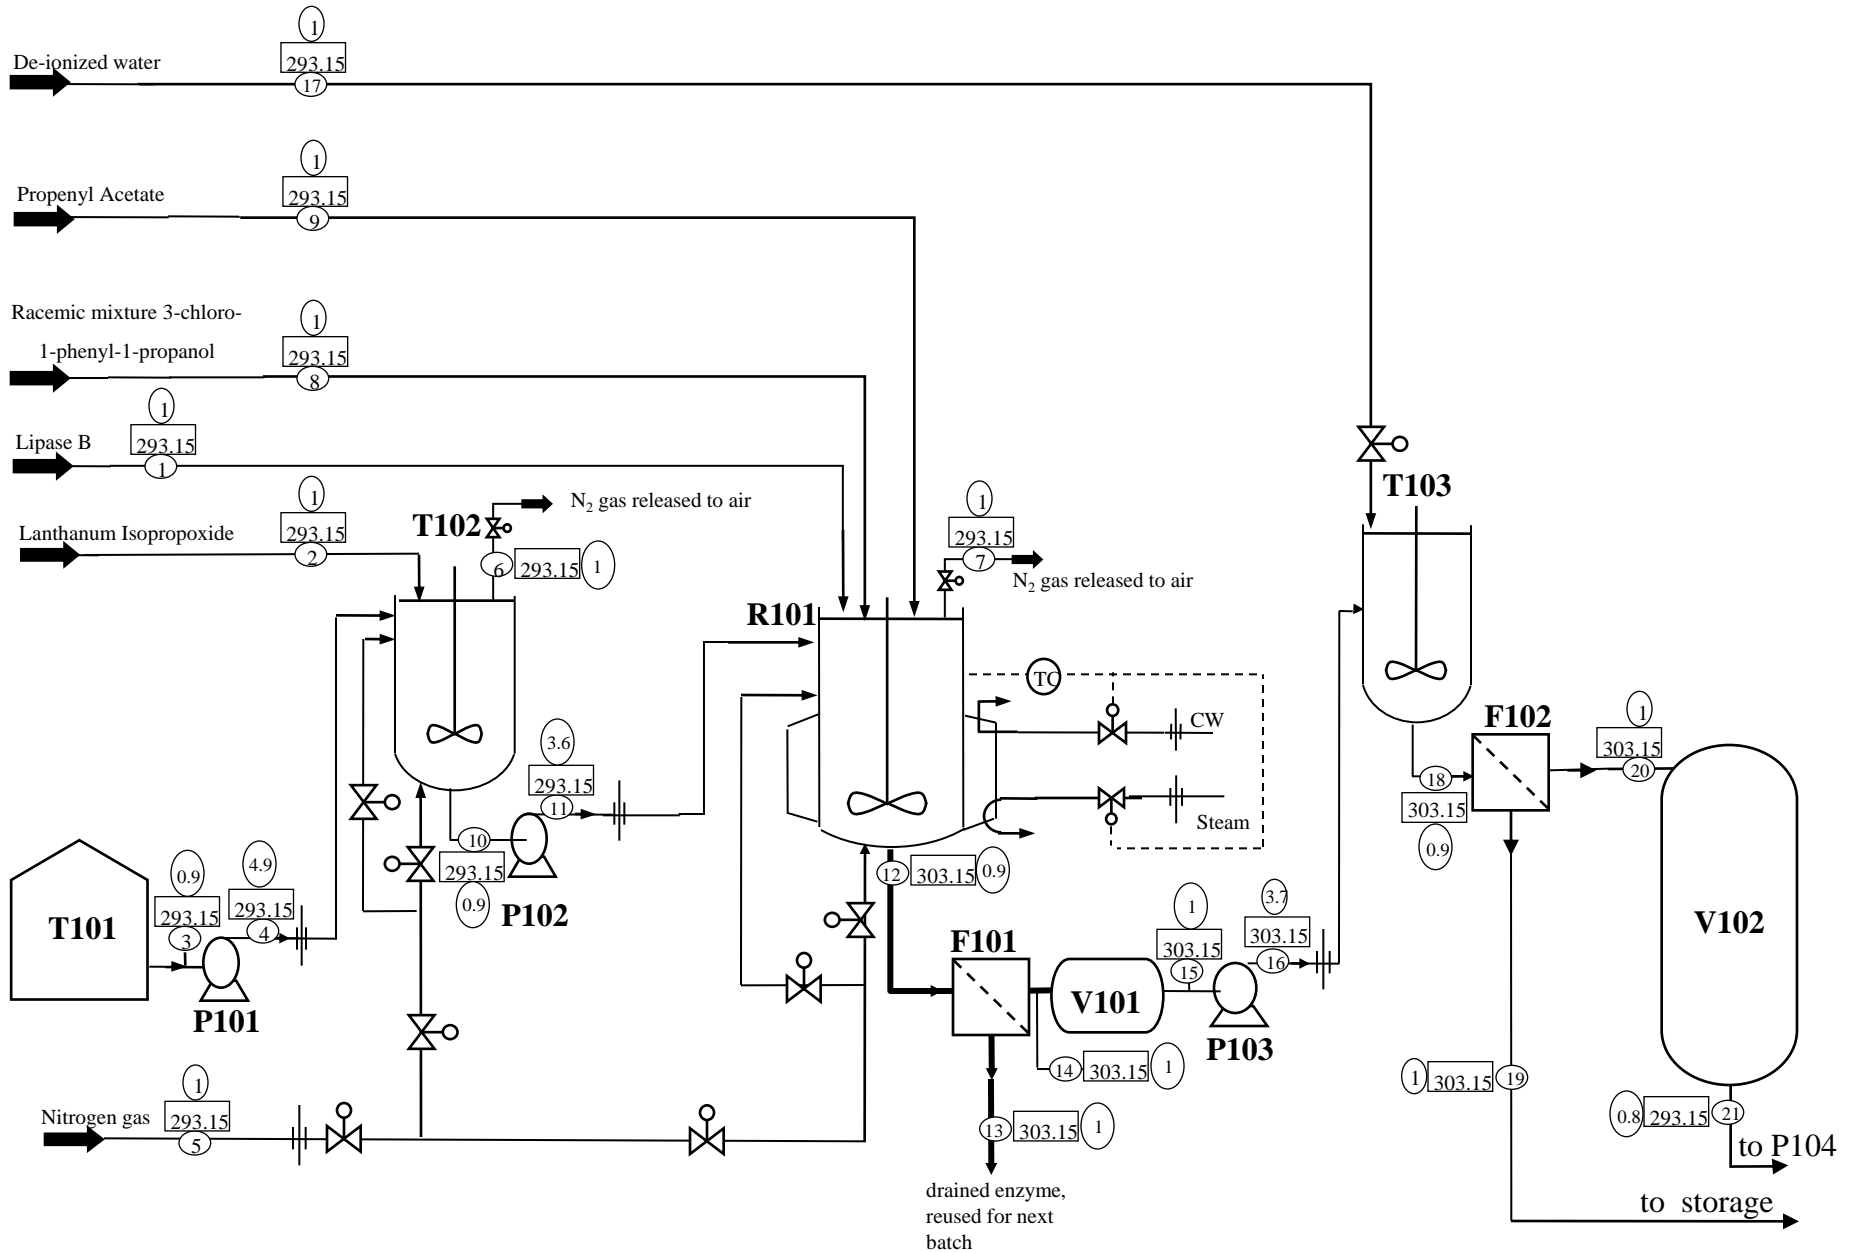 1
293.15
De-ionized water
17
1
293.15
Propenyl Acetate
9
1
293.15
Racemic mixture 3-chloro-
1-phenyl-1-propanol
8
1
293.15
Lipase B
1
1
293.15
Lanthanum Isopropoxide
2
T102
N2 gas released to air
6
293.15
1
T103
1
293.15
7
N2 gas released to air
R101
TC
CW
Steam
3.6
293.15
11
10
293.15
0.9
P102
T101
0.9
293.15
3
4.9
293.15
4
P101
12
303.15
0.9
F101
V101
14
303.15
1
13
303.15
1
drained enzyme,
reused for next
batch
1
303.15
15
3.7
303.15
16
P103
18
303.15
0.9
F102
1
303.15
20
V102
1
303.15
19
0.8
293.15
21
to P104
to storage
1
293.15
Nitrogen gas
5